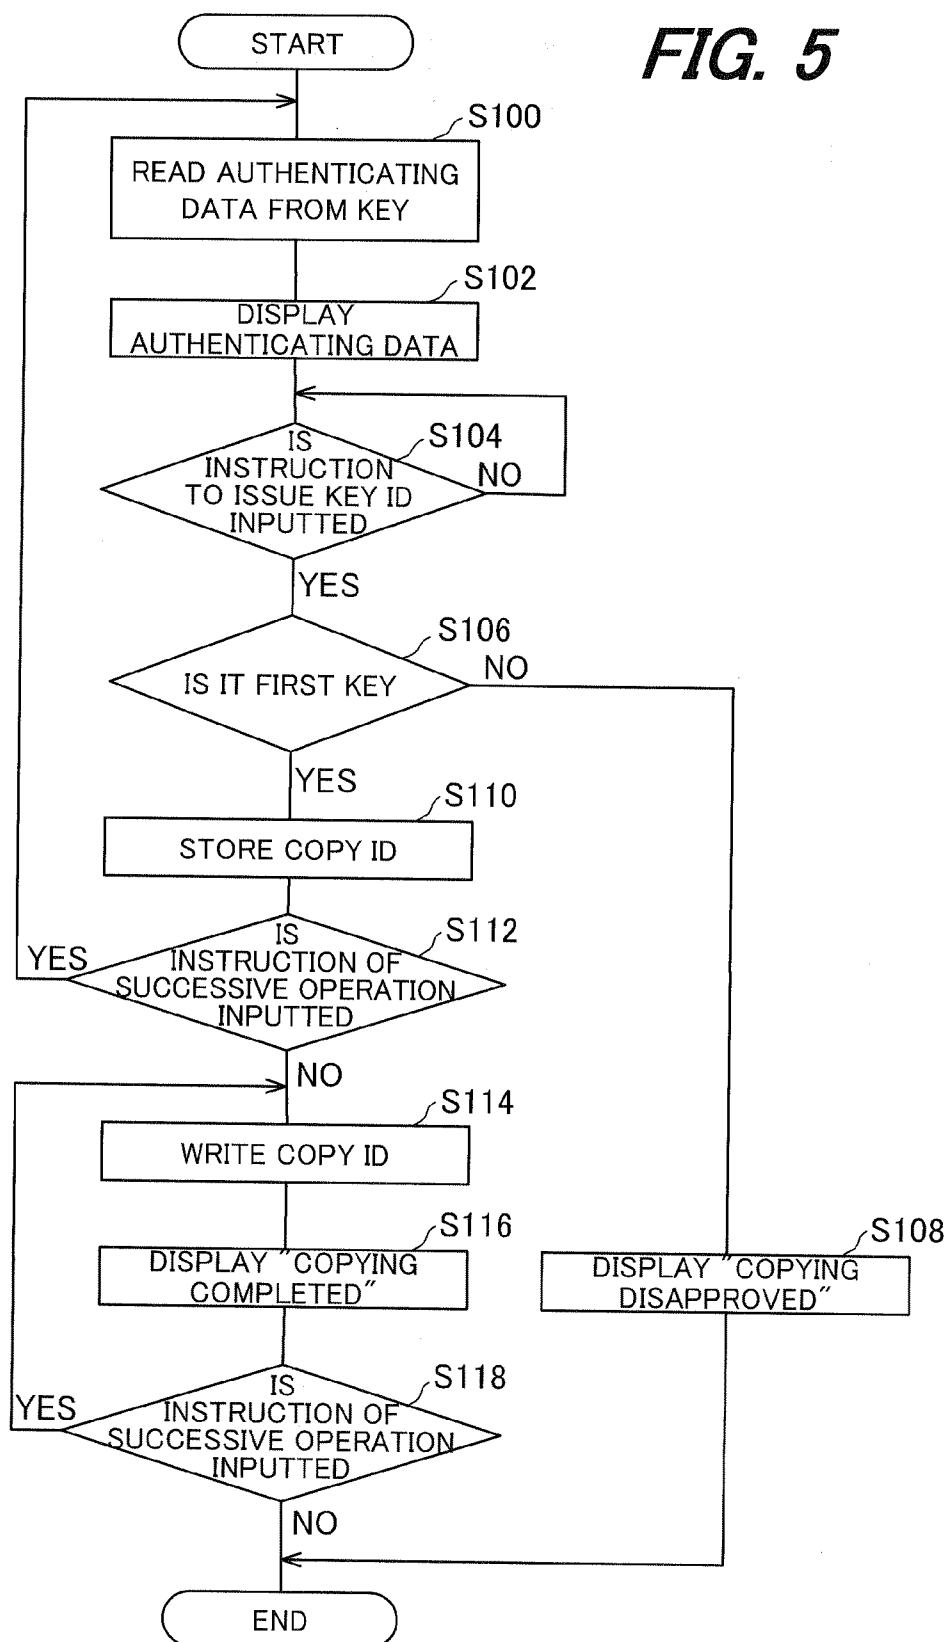 FIG. 5
START
S100
READ AUTHENTICATING
DATA FROM KEY
S102
DISPLAY
AUTHENTICATING DATA
S104
IS
INSTRUCTION
TO ISSUE KEY ID
INPUTTED
NO
YES
S106
IS IT FIRST KEY
NO
YES
S110
STORE COPY ID
S112
IS
INSTRUCTION OF
SUCCESSIVE OPERATION
INPUTTED
YES
NO
S114
WRITE COPY ID
S116
DISPLAY "COPYING
COMPLETED"
S108
DISPLAY "COPYING
DISAPPROVED"
S118
IS
INSTRUCTION OF
SUCCESSIVE OPERATION
INPUTTED
YES
NO
END